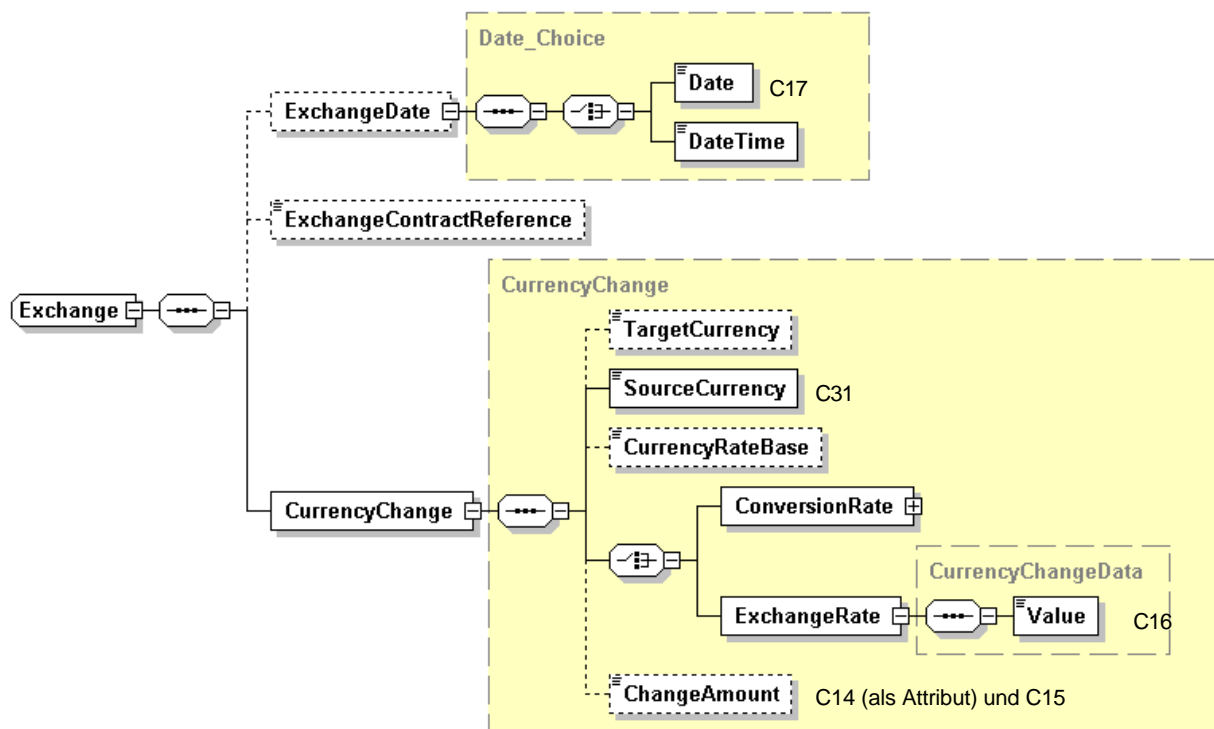 Date_Choice
Date
C17
ExchangeDate
DateTime
ExchangeContractReference
CurrencyChange
Exchange
TargetCurrency
SourceCurrency
C31
CurrencyRateBase
CurrencyChange
ConversionRate
CurrencyChangeData
ExchangeRate
Value
C16
ChangeAmount
C14 (als Attribut) und C15